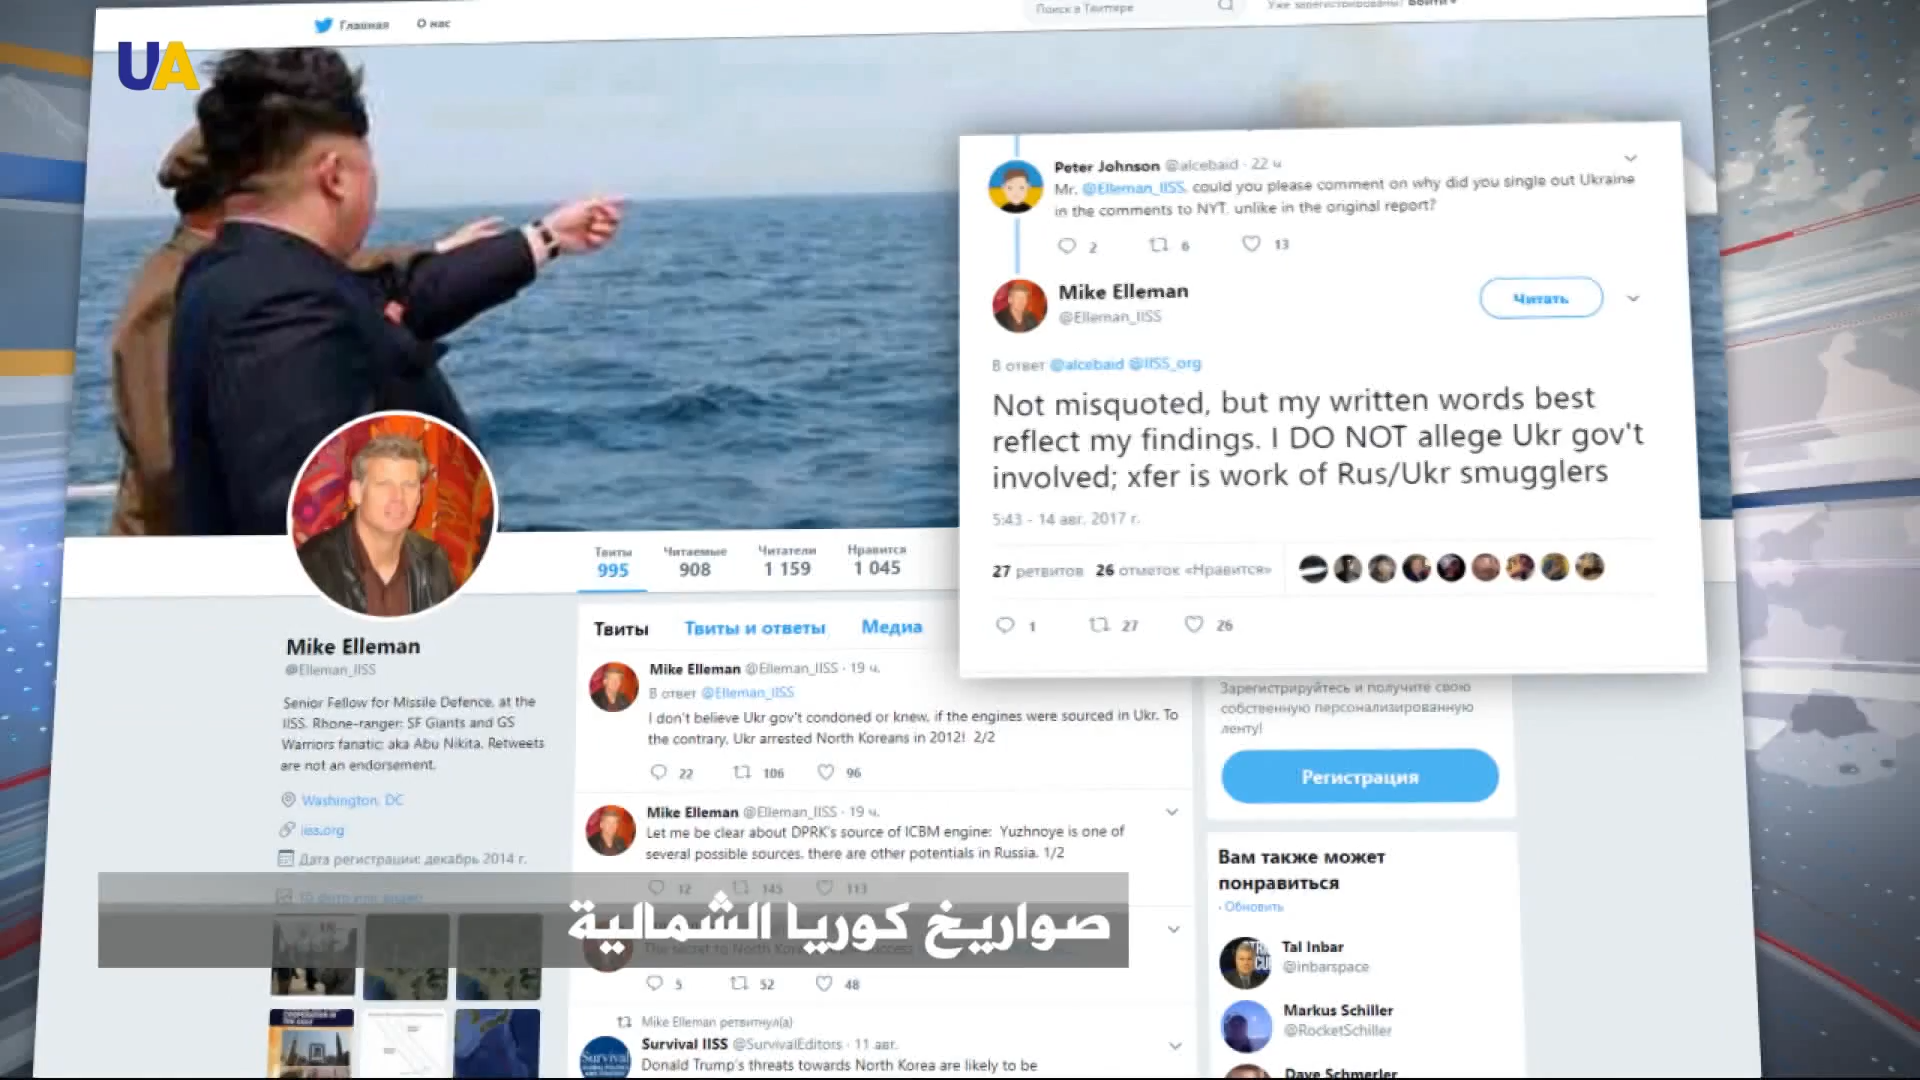 Главная О нас
Поиск в Твиттере
Уже зарегистрированы? Войти
UA
Peter Johnson @alcebaid · 22 ч
Mr. @Elleman_IISS, could you please comment on why did you single out Ukraine
in the comments to NYT, unlike in the original report?
2 6 13
Mike Elleman
@Elleman_IISS
Читать
В ответ @alcebaid @IISS_org
Not misquoted, but my written words best
reflect my findings. I DO NOT allege Ukr gov't
involved; xfer is work of Rus/Ukr smugglers
5:43 - 14 авг. 2017 г.
27 ретвитов 26 отметок «Нравится»
1 27 26
Твиты Читаемые Читатели Нравится
995 908 1 159 1 045
Mike Elleman
@Elleman_IISS
Senior Fellow for Missile Defence, at the
IISS. Rhone-ranger; SF Giants and GS
Warriors fanatic; aka Abu Nikita. Retweets
are not an endorsement.
Washington, DC
iiss.org
Дата регистрации: декабрь 2014 г.
Твиты Твиты и ответы Медиа
Mike Elleman @Elleman_IISS · 19 ч.
В ответ @Elleman_IISS
I don't believe Ukr gov't condoned or knew, if the engines were sourced in Ukr. To
the contrary, Ukr arrested North Koreans in 2012! 2/2
22 106 96
Mike Elleman @Elleman_IISS · 19 ч.
Let me be clear about DPRK's source of ICBM engine: Yuzhnoye is one of
several possible sources, there are other potentials in Russia. 1/2
12 145 113
صواريخ كوريا الشمالية
The secret to North
5 52 48
Mike Elleman ретвитнул(а)
Survival IISS @SurvivalEditors · 11 авг.
Donald Trump's threats towards North Korea are likely to be
Survival
Зарегистрируйтесь и получите свою
собственную персонализированную
ленту!
Регистрация
Вам также может
понравиться
· Обновить
Tal Inbar
@inbarspace
Markus Schiller
@RocketSchiller
Dave Schmerler